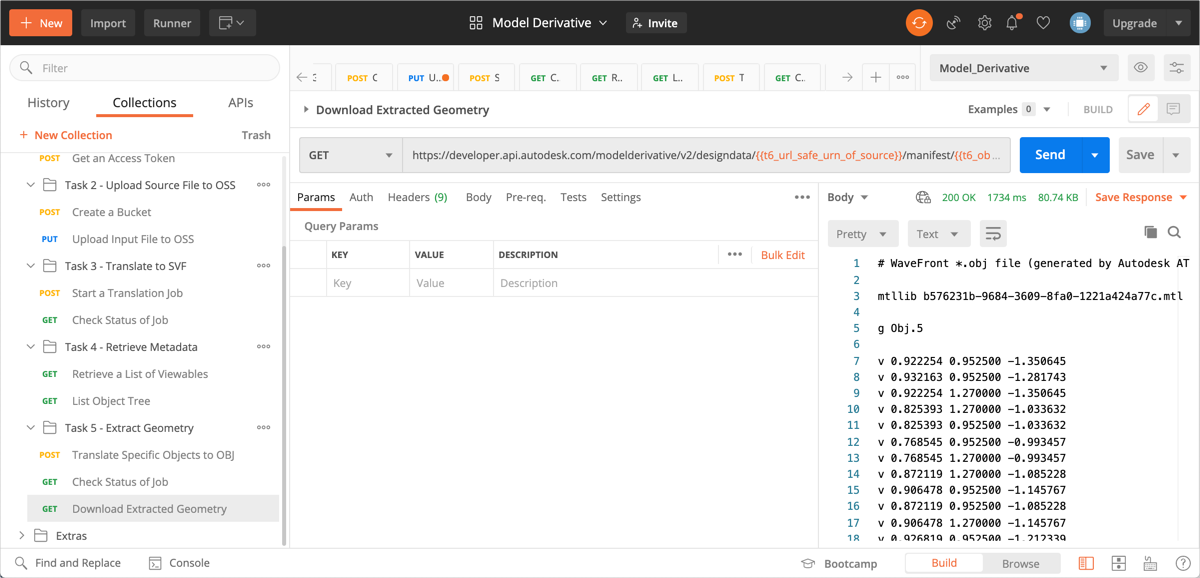 New
Import
Runner
Model Derivative
Invite
Upgrade
Filter
History
Collections
APIs
New Collection
Trash
POST Get an Access Token
Task 2 - Upload Source File to OSS
POST Create a Bucket
PUT Upload Input File to OSS
Task 3 - Translate to SVF
POST Start a Translation Job
GET Check Status of Job
Task 4 - Retrieve Metadata
GET Retrieve a List of Viewables
GET List Object Tree
Task 5 - Extract Geometry
POST Translate Specific Objects to OBJ
GET Check Status of Job
GET Download Extracted Geometry
Extras
POST C
PUT U..
POST S
GET C.
GET R..
GET L..
POST T
GET C.
Model_Derivative
Download Extracted Geometry
Examples 0
BUILD
GET
https://developer.api.autodesk.com/modelderivative/v2/designdata/{{t6_url_safe_urn_of_source}}/manifest/{{t6_ob ...
Send
Save
Params
Auth
Headers (9)
Body
Pre-req.
Tests
Settings
Query Params
KEY
VALUE
DESCRIPTION
Bulk Edit
Key
Value
Description
Body
200 OK
1734 ms
80.74 KB
Save Response
Pretty
Text
1 # WaveFront *.obj file (generated by Autodesk AT
2
3 mtllib b576231b-9684-3609-8fa0-1221a424a77c.mtl
4
5 g Obj.5
6
7 v 0.922254 0.952500 -1.350645
8 v 0.932163 0.952500 -1.281743
9 v 0.922254 1.270000 -1.350645
10 v 0.825393 1.270000 -1.033632
11 v 0.825393 0.952500 -1.033632
12 v 0.768545 0.952500 -0.993457
13 v 0.768545 1.270000 -0.993457
14 v 0.872119 1.270000 -1.085228
15 v 0.906478 0.952500 -1.145767
16 v 0.872119 0.952500 -1.085228
17 v 0.906478 1.270000 -1.145767
18 v 0.926819 0.952500 -1.212339
Find and Replace
Console
Bootcamp
Build
Browse